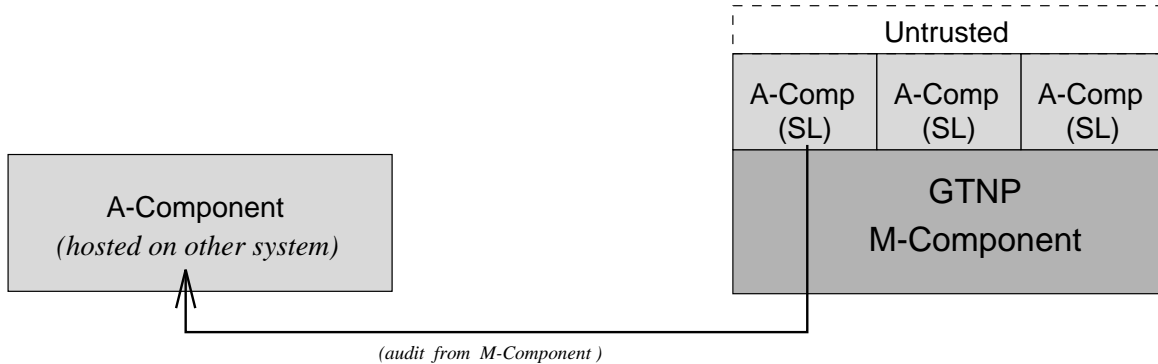 Untrusted
A-Comp A-Comp A-Comp
(SL) (SL) (SL)
GTNP
M-Component
A-Component
(hosted on other system)
(audit from M-Component )